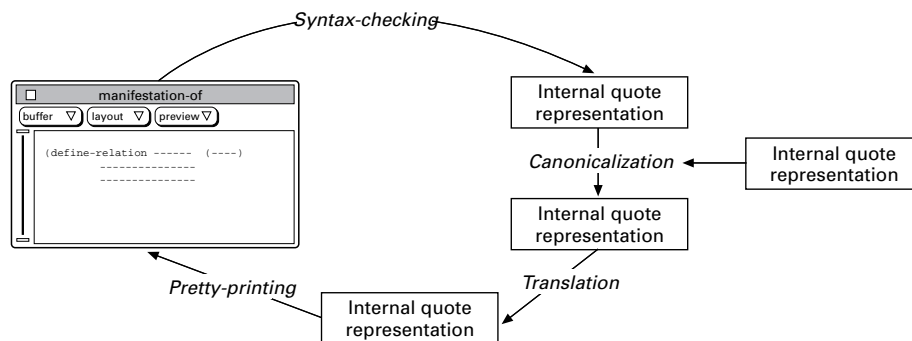 Syntax-checking
manifestation-of
buffer layout preview
(define-relation ------ (----)
---------------
---------------
Internal quote
representation
Canonicalization
Internal quote
representation
Internal quote
representation
Translation
Pretty-printing
Internal quote
representation